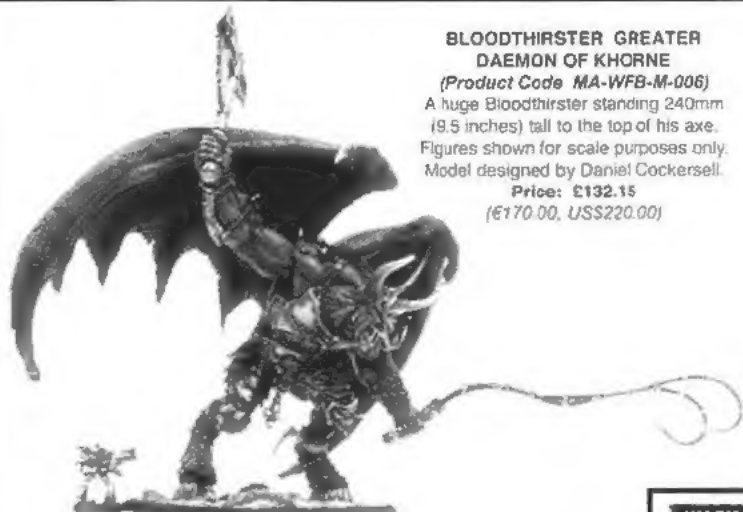 BLOODTHIRSTER GREATER
DAEMON OF KHORNE
(Product Code MA-WFB-M-006)
A huge Bloodthirster standing 240mm
(9.5 inches) tall to the top of his axe.
Figures shown for scale purposes only.
Model designed by Daniel Cockersell.
Price: £132.15
(€170.00, US$220.00)